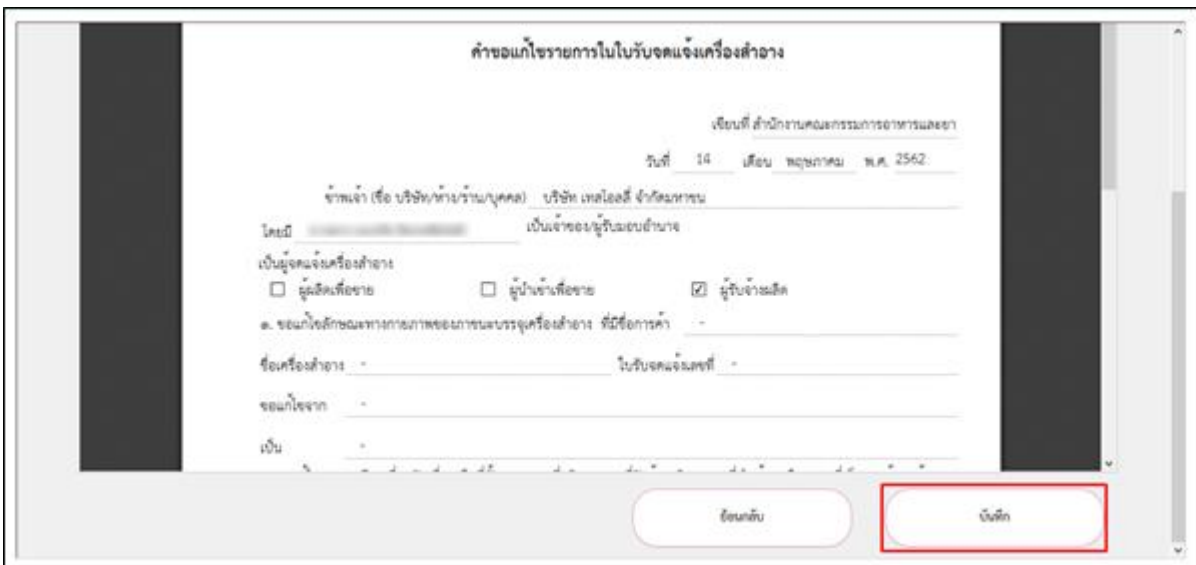 คำขอแก้ไขรายการในใบรับจดแจ้งเครื่องสำอาง
เขียนที่ สำนักงานคณะกรรมการอาหารและยา
วันที่ 14 เดือน พฤษภาคม พ.ศ. 2562
ข้าพเจ้า (ชื่อ บริษัท/ห้าง/ร้าน/บุคคล) บริษัท เทสไอลลี่ จำกัดมหาชน
โดยมี เป็นเจ้าของ/ผู้รับมอบอำนาจ
เป็นผู้จดแจ้งเครื่องสำอาง
☐ ผู้ผลิตเพื่อขาย ☐ ผู้นำเข้าเพื่อขาย ☑ ผู้รับจ้างผลิต
๑. ขอแก้ไขลักษณะทางกายภาพของภาชนะบรรจุเครื่องสำอาง ที่มีชื่อการค้า -
ชื่อเครื่องสำอาง - ใบรับจดแจ้งเลขที่ -
ขอแก้ไขจาก -
เป็น -
ย้อนกลับ บันทึก